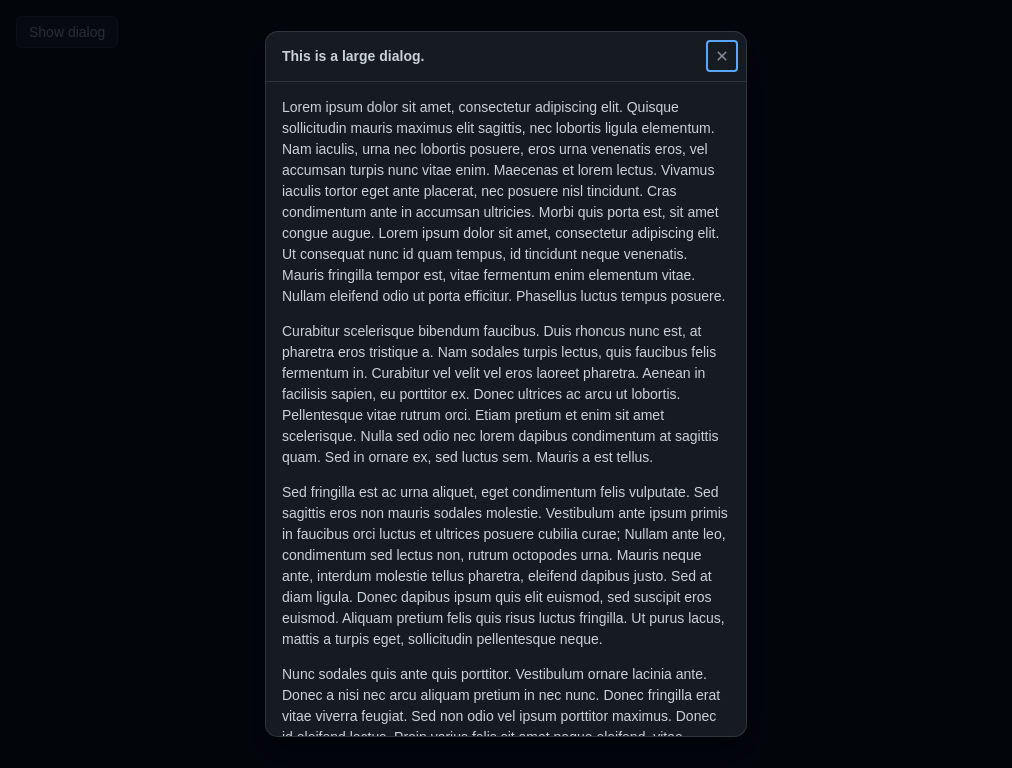 Show dialog
This is a large dialog.
Lorem ipsum dolor sit amet, consectetur adipiscing elit. Quisque
sollicitudin mauris maximus elit sagittis, nec lobortis ligula elementum.
Nam iaculis, urna nec lobortis posuere, eros urna venenatis eros, vel
accumsan turpis nunc vitae enim. Maecenas et lorem lectus. Vivamus
iaculis tortor eget ante placerat, nec posuere nisl tincidunt. Cras
condimentum ante in accumsan ultricies. Morbi quis porta est, sit amet
congue augue. Lorem ipsum dolor sit amet, consectetur adipiscing elit.
Ut consequat nunc id quam tempus, id tincidunt neque venenatis.
Mauris fringilla tempor est, vitae fermentum enim elementum vitae.
Nullam eleifend odio ut porta efficitur. Phasellus luctus tempus posuere.
Curabitur scelerisque bibendum faucibus. Duis rhoncus nunc est, at
pharetra eros tristique a. Nam sodales turpis lectus, quis faucibus felis
fermentum in. Curabitur vel velit vel eros laoreet pharetra. Aenean in
facilisis sapien, eu porttitor ex. Donec ultrices ac arcu ut lobortis.
Pellentesque vitae rutrum orci. Etiam pretium et enim sit amet
scelerisque. Nulla sed odio nec lorem dapibus condimentum at sagittis
quam. Sed in ornare ex, sed luctus sem. Mauris a est tellus.
Sed fringilla est ac urna aliquet, eget condimentum felis vulputate. Sed
sagittis eros non mauris sodales molestie. Vestibulum ante ipsum primis
in faucibus orci luctus et ultrices posuere cubilia curae; Nullam ante leo,
condimentum sed lectus non, rutrum octopodes urna. Mauris neque
ante, interdum molestie tellus pharetra, eleifend dapibus justo. Sed at
diam ligula. Donec dapibus ipsum quis elit euismod, sed suscipit eros
euismod. Aliquam pretium felis quis risus luctus fringilla. Ut purus lacus,
mattis a turpis eget, sollicitudin pellentesque neque.
Nunc sodales quis ante quis porttitor. Vestibulum ornare lacinia ante.
Donec a nisi nec arcu aliquam pretium in nec nunc. Donec fringilla erat
vitae viverra feugiat. Sed non odio vel ipsum porttitor maximus. Donec
id eleifend lectus. Proin varius felis sit amet neque eleifend, vitae